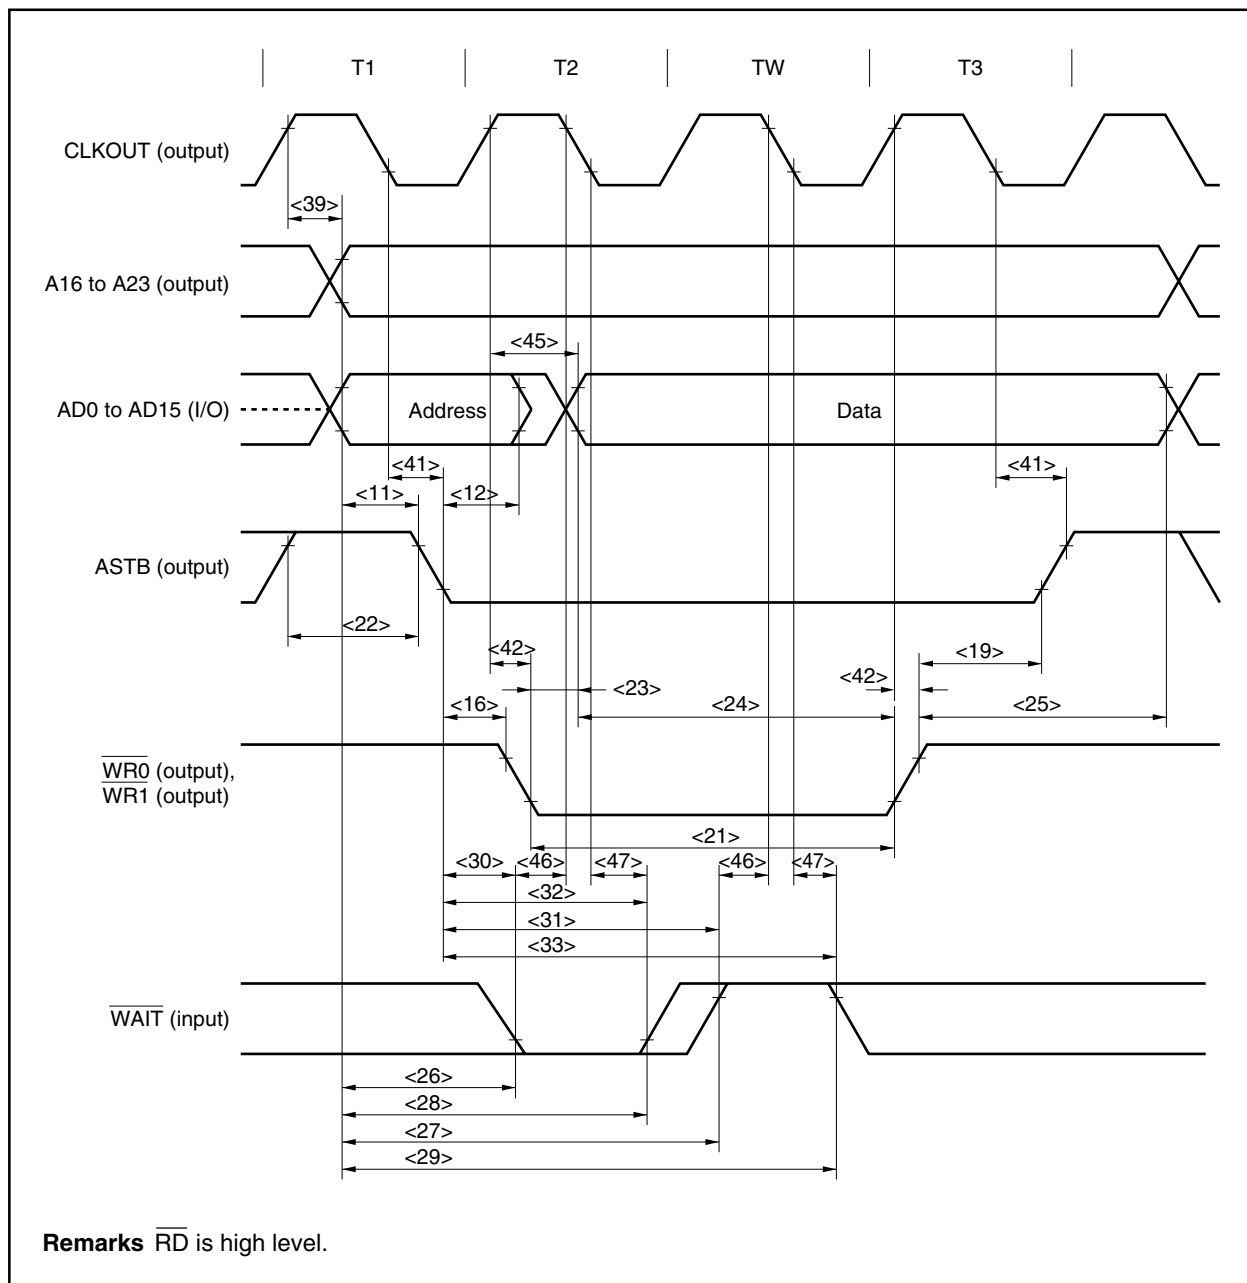 T1 T2 TW T3
CLKOUT (output)
<39>
A16 to A23 (output)
<45>
AD0 to AD15 (I/O) Address Data
<41> <41>
<11> <12>
ASTB (output)
<22>
<42> <19>
<42>
<23>
<16> <24> <25>
WR0 (output),
WR1 (output)
<21>
<30> <46> <47> <46> <47>
<32>
<31>
<33>
WAIT (input)
<26>
<28>
<27>
<29>
Remarks RD is high level.